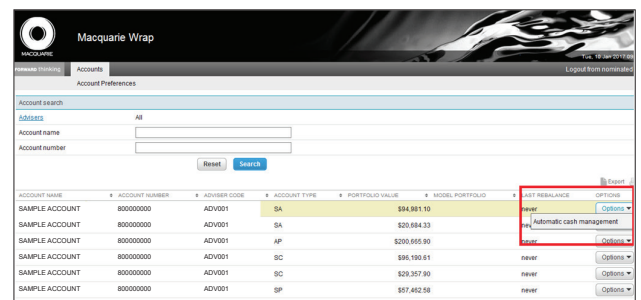 Macquarie Wrap
MACQUARIE
Tue, 10 Jan 2017,09
FORWARD thinking Accounts Logout from nominated
Account Preferences
Account search
Advisers All
Account name
Account number
Reset Search
Export
ACCOUNT NAME ACCOUNT NUMBER ADVISER CODE ACCOUNT TYPE PORTFOLIO VALUE MODEL PORTFOLIO LAST REBALANCE OPTIONS
SAMPLE ACCOUNT 800000000 ADV001 SA $94,981.10 never Options
SAMPLE ACCOUNT 800000000 ADV001 SA $20,684.33 Automatic cash management
SAMPLE ACCOUNT 800000000 ADV001 AP $200,665.90 never Options
SAMPLE ACCOUNT 800000000 ADV001 SC $96,190.61 never Options
SAMPLE ACCOUNT 800000000 ADV001 SC $29,357.90 never Options
SAMPLE ACCOUNT 800000000 ADV001 SP $57,462.58 never Options